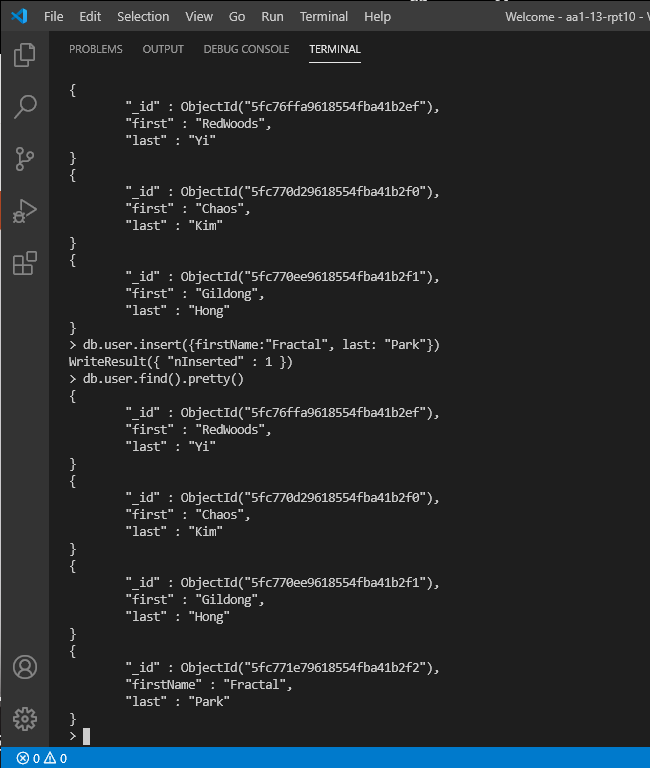 File Edit Selection View Go Run Terminal Help Welcome - aa1-13-rpt10 - V
PROBLEMS OUTPUT DEBUG CONSOLE TERMINAL
{
"_id" : ObjectId("5fc76ffa9618554fba41b2ef"),
"first" : "RedWoods",
"last" : "Yi"
}
{
"_id" : ObjectId("5fc770d29618554fba41b2f0"),
"first" : "Chaos",
"last" : "Kim"
}
{
"_id" : ObjectId("5fc770ee9618554fba41b2f1"),
"first" : "Gildong",
"last" : "Hong"
}
> db.user.insert({firstName:"Fractal", last: "Park"})
WriteResult({ "nInserted" : 1 })
> db.user.find().pretty()
{
"_id" : ObjectId("5fc76ffa9618554fba41b2ef"),
"first" : "RedWoods",
"last" : "Yi"
}
{
"_id" : ObjectId("5fc770d29618554fba41b2f0"),
"first" : "Chaos",
"last" : "Kim"
}
{
"_id" : ObjectId("5fc770ee9618554fba41b2f1"),
"first" : "Gildong",
"last" : "Hong"
}
{
"_id" : ObjectId("5fc771e79618554fba41b2f2"),
"firstName" : "Fractal",
"last" : "Park"
}
>
0 0